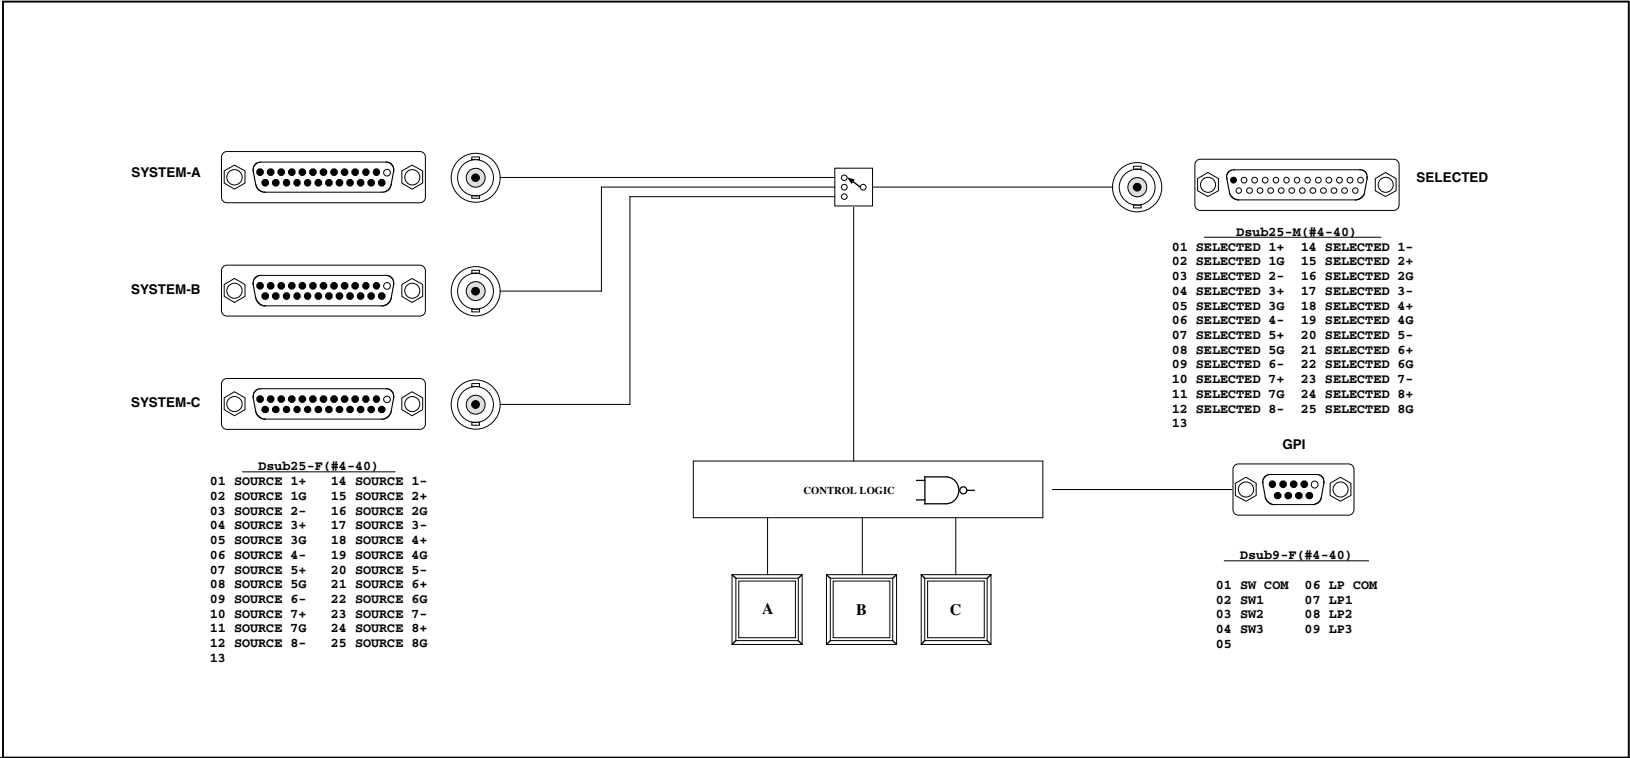 SYSTEM-A
SYSTEM-B
SYSTEM-C
SELECTED
Dsub25-M(#4-40)
01 SELECTED 1+ 14 SELECTED 1-
02 SELECTED 1G 15 SELECTED 2+
03 SELECTED 2- 16 SELECTED 2G
04 SELECTED 3+ 17 SELECTED 3-
05 SELECTED 3G 18 SELECTED 4+
06 SELECTED 4- 19 SELECTED 4G
07 SELECTED 5+ 20 SELECTED 5-
08 SELECTED 5G 21 SELECTED 6+
09 SELECTED 6- 22 SELECTED 6G
10 SELECTED 7+ 23 SELECTED 7-
11 SELECTED 7G 24 SELECTED 8+
12 SELECTED 8- 25 SELECTED 8G
13
Dsub25-F(#4-40)
01 SOURCE 1+ 14 SOURCE 1-
02 SOURCE 1G 15 SOURCE 2+
03 SOURCE 2- 16 SOURCE 2G
04 SOURCE 3+ 17 SOURCE 3-
05 SOURCE 3G 18 SOURCE 4+
06 SOURCE 4- 19 SOURCE 4G
07 SOURCE 5+ 20 SOURCE 5-
08 SOURCE 5G 21 SOURCE 6+
09 SOURCE 6- 22 SOURCE 6G
10 SOURCE 7+ 23 SOURCE 7-
11 SOURCE 7G 24 SOURCE 8+
12 SOURCE 8- 25 SOURCE 8G
13
CONTROL LOGIC
A
B
C
GPI
Dsub9-F(#4-40)
01 SW COM 06 LP COM
02 SW1 07 LP1
03 SW2 08 LP2
04 SW3 09 LP3
05